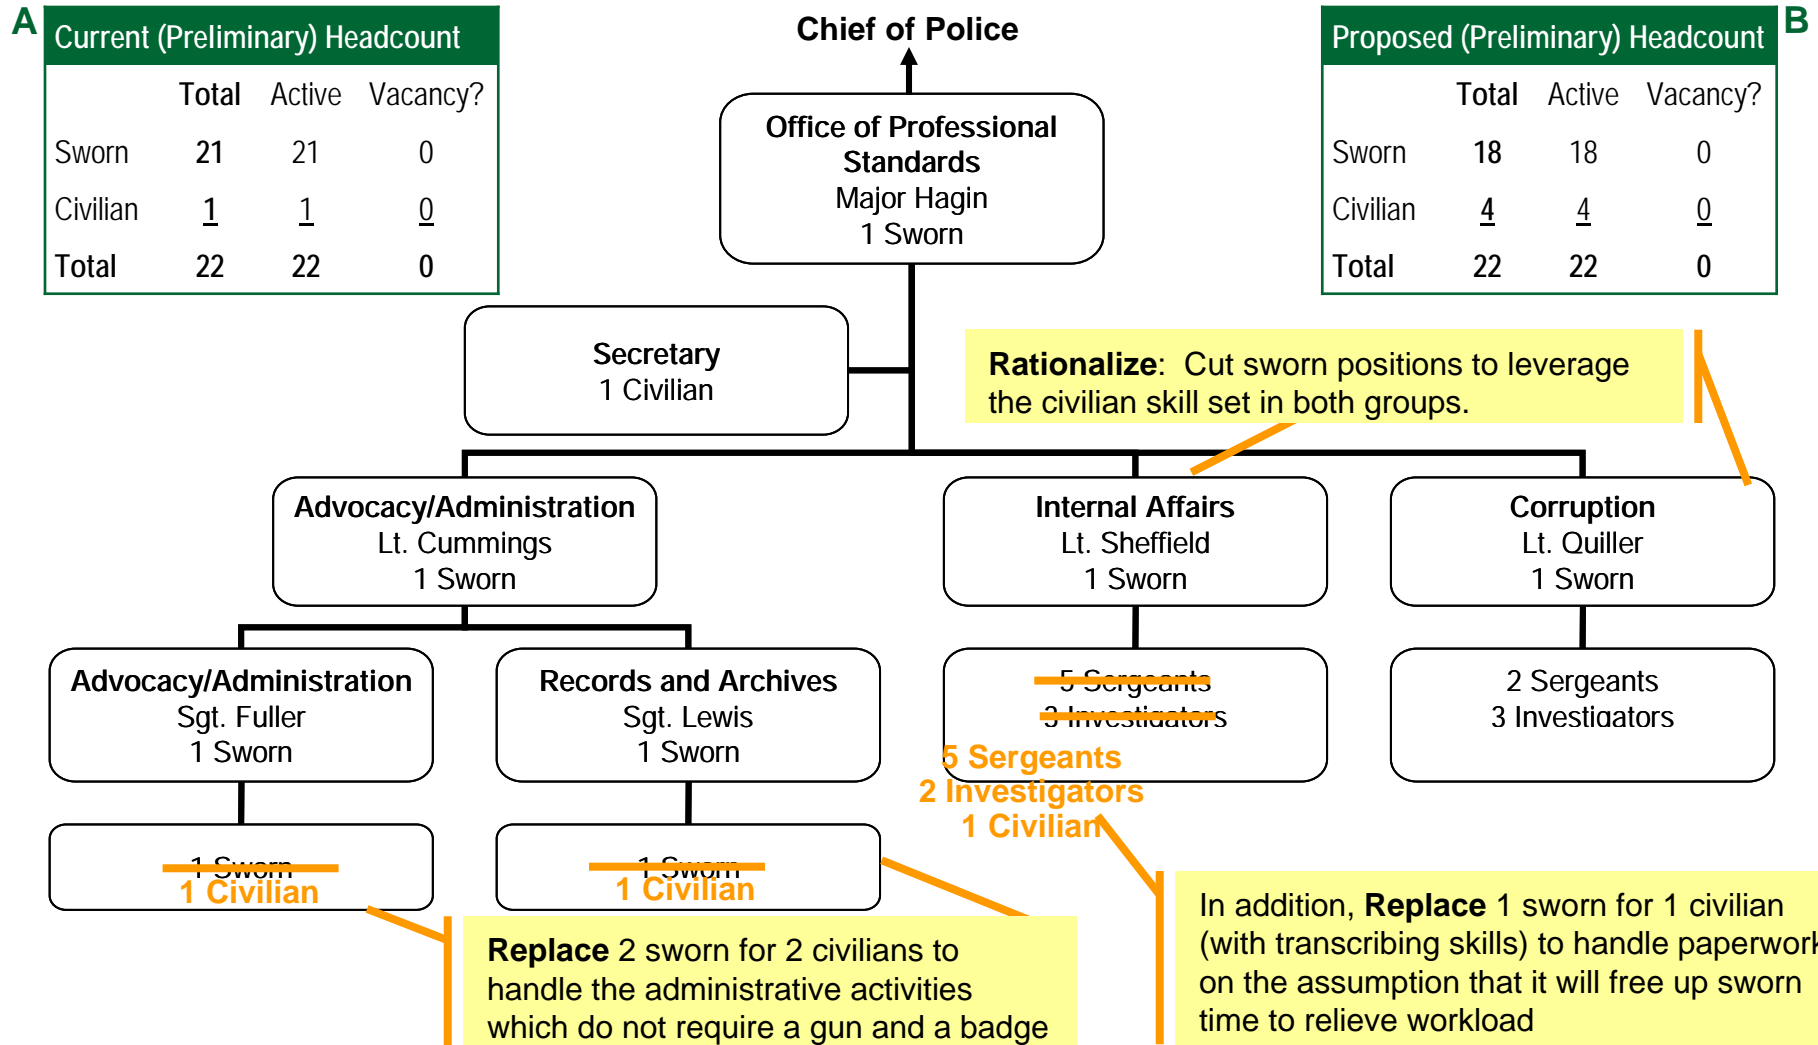 A
Current (Preliminary) Headcount
Total Active Vacancy?
Sworn 21 21 0
Civilian 1 1 0
Total 22 22 0
Chief of Police
B
Proposed (Preliminary) Headcount
Total Active Vacancy?
Sworn 18 18 0
Civilian 4 4 0
Total 22 22 0
Office of Professional
Standards
Major Hagin
1 Sworn
Secretary
1 Civilian
Rationalize: Cut sworn positions to leverage
the civilian skill set in both groups.
Advocacy/Administration
Lt. Cummings
1 Sworn
Internal Affairs
Lt. Sheffield
1 Sworn
Corruption
Lt. Quiller
1 Sworn
Advocacy/Administration
Sgt. Fuller
1 Sworn
Records and Archives
Sgt. Lewis
1 Sworn
5 Sergeants
3 Investigators
5 Sergeants
2 Investigators
1 Civilian
2 Sergeants
3 Investigators
1 Sworn
1 Civilian
1 Sworn
1 Civilian
Replace 2 sworn for 2 civilians to
handle the administrative activities
which do not require a gun and a badge
In addition, Replace 1 sworn for 1 civilian
(with transcribing skills) to handle paperwork
on the assumption that it will free up sworn
time to relieve workload